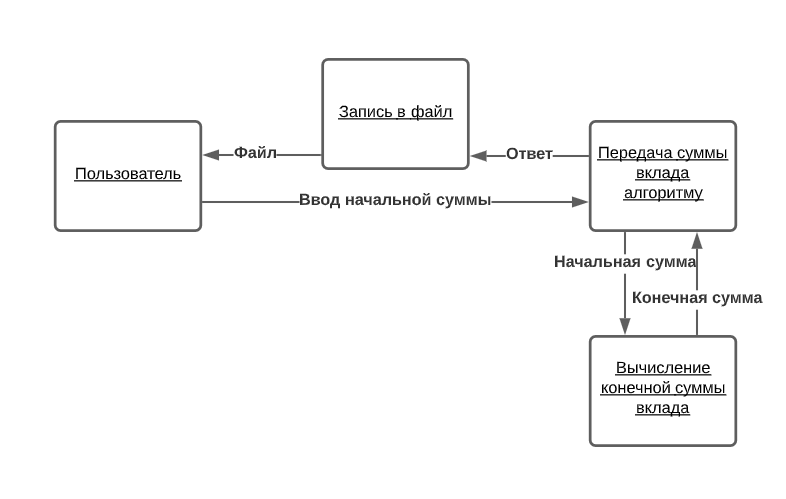 Запись в файл
Пользователь
Файл
Ответ
Передача суммы
вклада
алгоритму
Ввод начальной суммы
Начальная сумма
Конечная сумма
Вычисление
конечной суммы
вклада